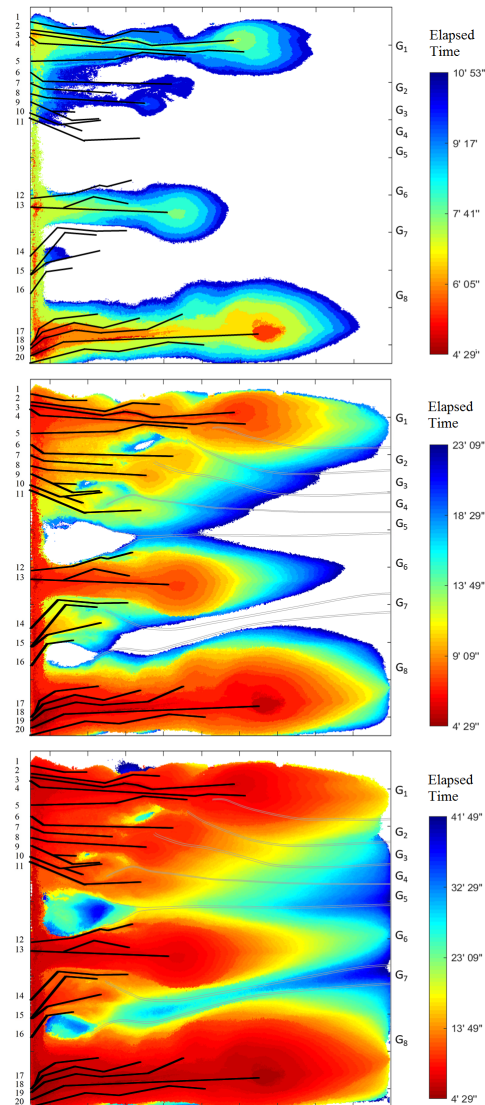 1
2
3
4
5
6
7
8
9
10
11
12
13
14
15
16
17
18
19
20
G1
G2
G3
G4
G5
G6
G7
G8
Elapsed
Time
10' 53"
9' 17'
7' 41"
6' 05"
4' 29"
1
2
3
4
5
6
7
8
9
10
11
12
13
14
15
16
17
18
19
20
G1
G2
G3
G4
G5
G6
G7
G8
Elapsed
Time
23' 09"
18' 29"
13' 49"
9' 09"
4' 29"
1
2
3
4
5
6
7
8
9
10
11
12
13
14
15
16
17
18
19
20
G1
G2
G3
G4
G5
G6
G7
G8
Elapsed
Time
41' 49"
32' 29"
23' 09"
13' 49"
4' 29"